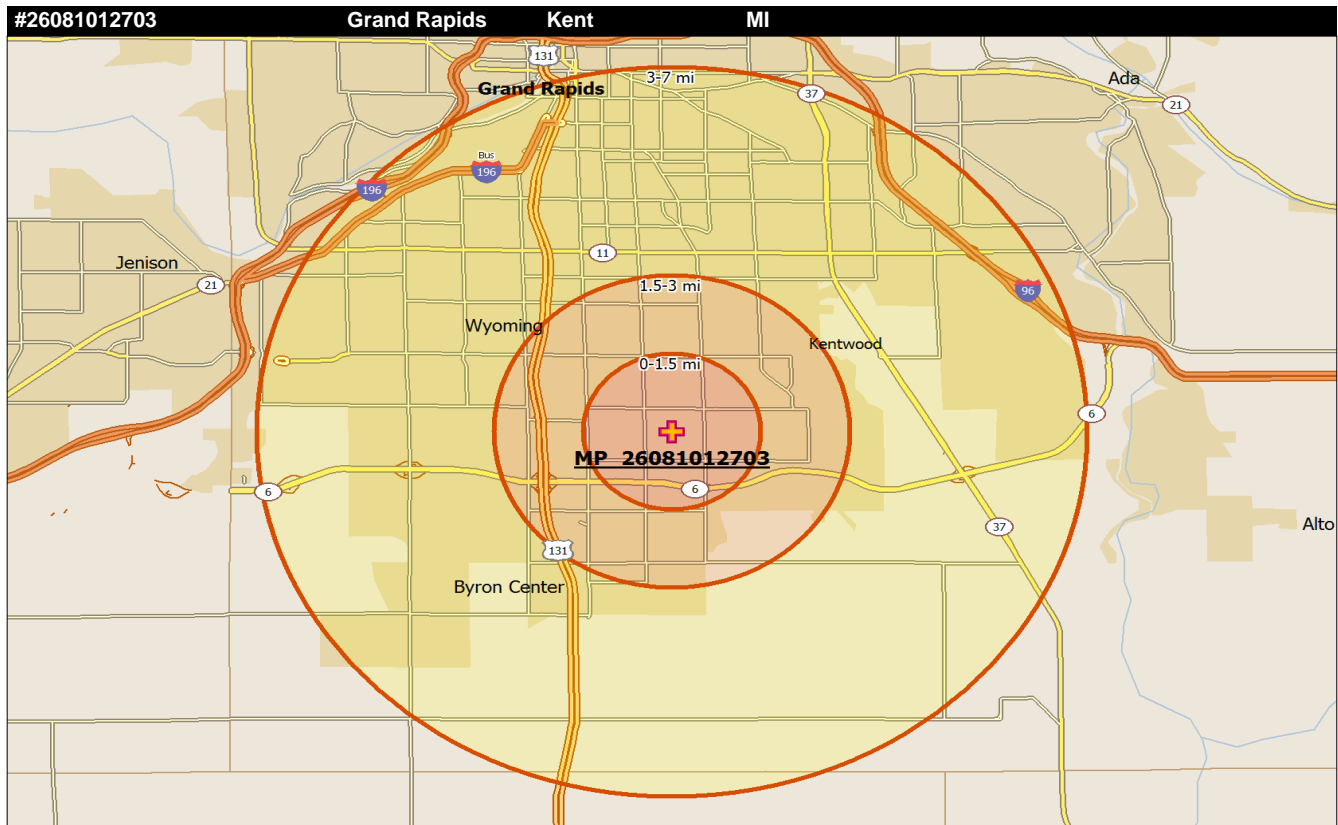 #26081012703 Grand Rapids Kent MI
131
3-7 mi
Ada
Grand Rapids
37
21
Bus
196
196
11
Jenison
21
1.5-3 mi
96
Wyoming
Kentwood
0-1.5 mi
6
MP 26081012703
6
6
37
Alto
131
Byron Center